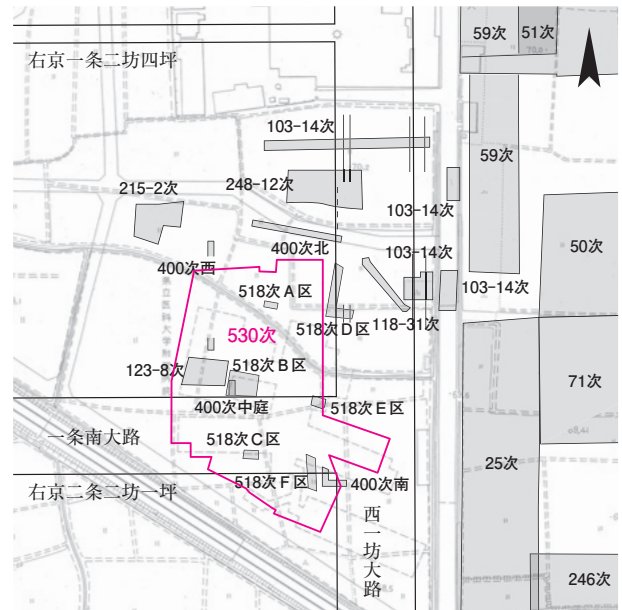 59次
51次
右京一条二坊四坪
103-14次
59次
215-2次
248-12次
103-14次
50次
400次北
103-14次
400次西
103-14次
518次A区
530次
518次D区
118-31次
123-8次
518次B区
71次
400次中庭
518次E区
一条南大路
518次C区
25次
518次F区
400次南
右京二条二坊一坪
西一坊大路
246次